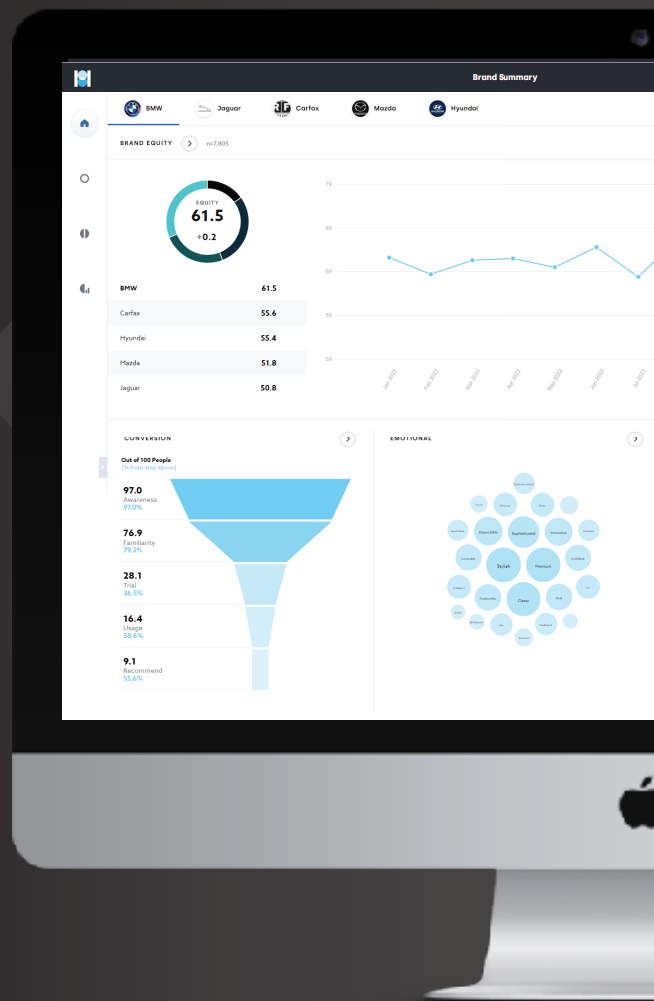 Brand Summary
BMW Jaguar Carfax Mazda Hyundai
BRAND EQUITY n=7,805
EQUITY
61.5
+0.2
BMW 61.5
Carfax 55.6
Hyundai 55.4
Mazda 51.8
Jaguar 50.8
70
65
60
55
50
Jan 2022 Feb 2022 Mar 2022 Apr 2022 May 2022 Jun 2022 Jul 2022
CONVERSION
Out of 100 People
(% from step above)
97.0
Awareness
97.0%
76.9
Familiarity
79.3%
28.1
Trial
36.5%
16.4
Usage
58.6%
9.1
Recommend
55.6%
EMOTIONAL
Dependable Sophisticated Innovative
Stylish Premium
Classy Bold